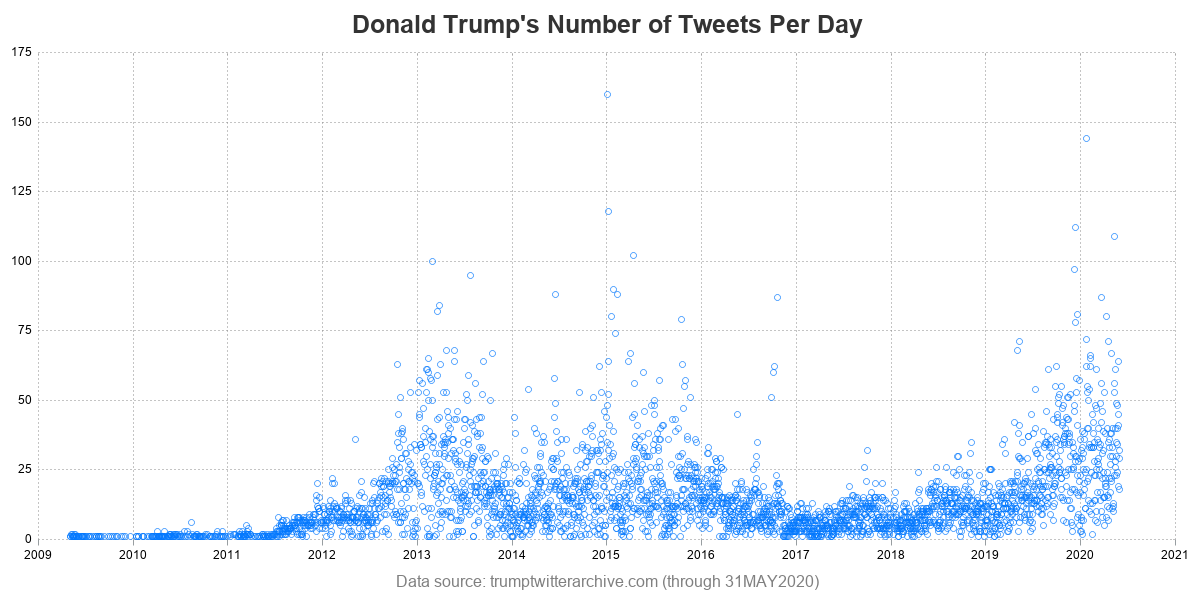 Donald Trump's Number of Tweets Per Day
175
150
125
100
75
50
25
0
2009 2010 2011 2012 2013 2014 2015 2016 2017 2018 2019 2020 2021
Data source: trumptwitterarchive.com (through 31MAY2020)